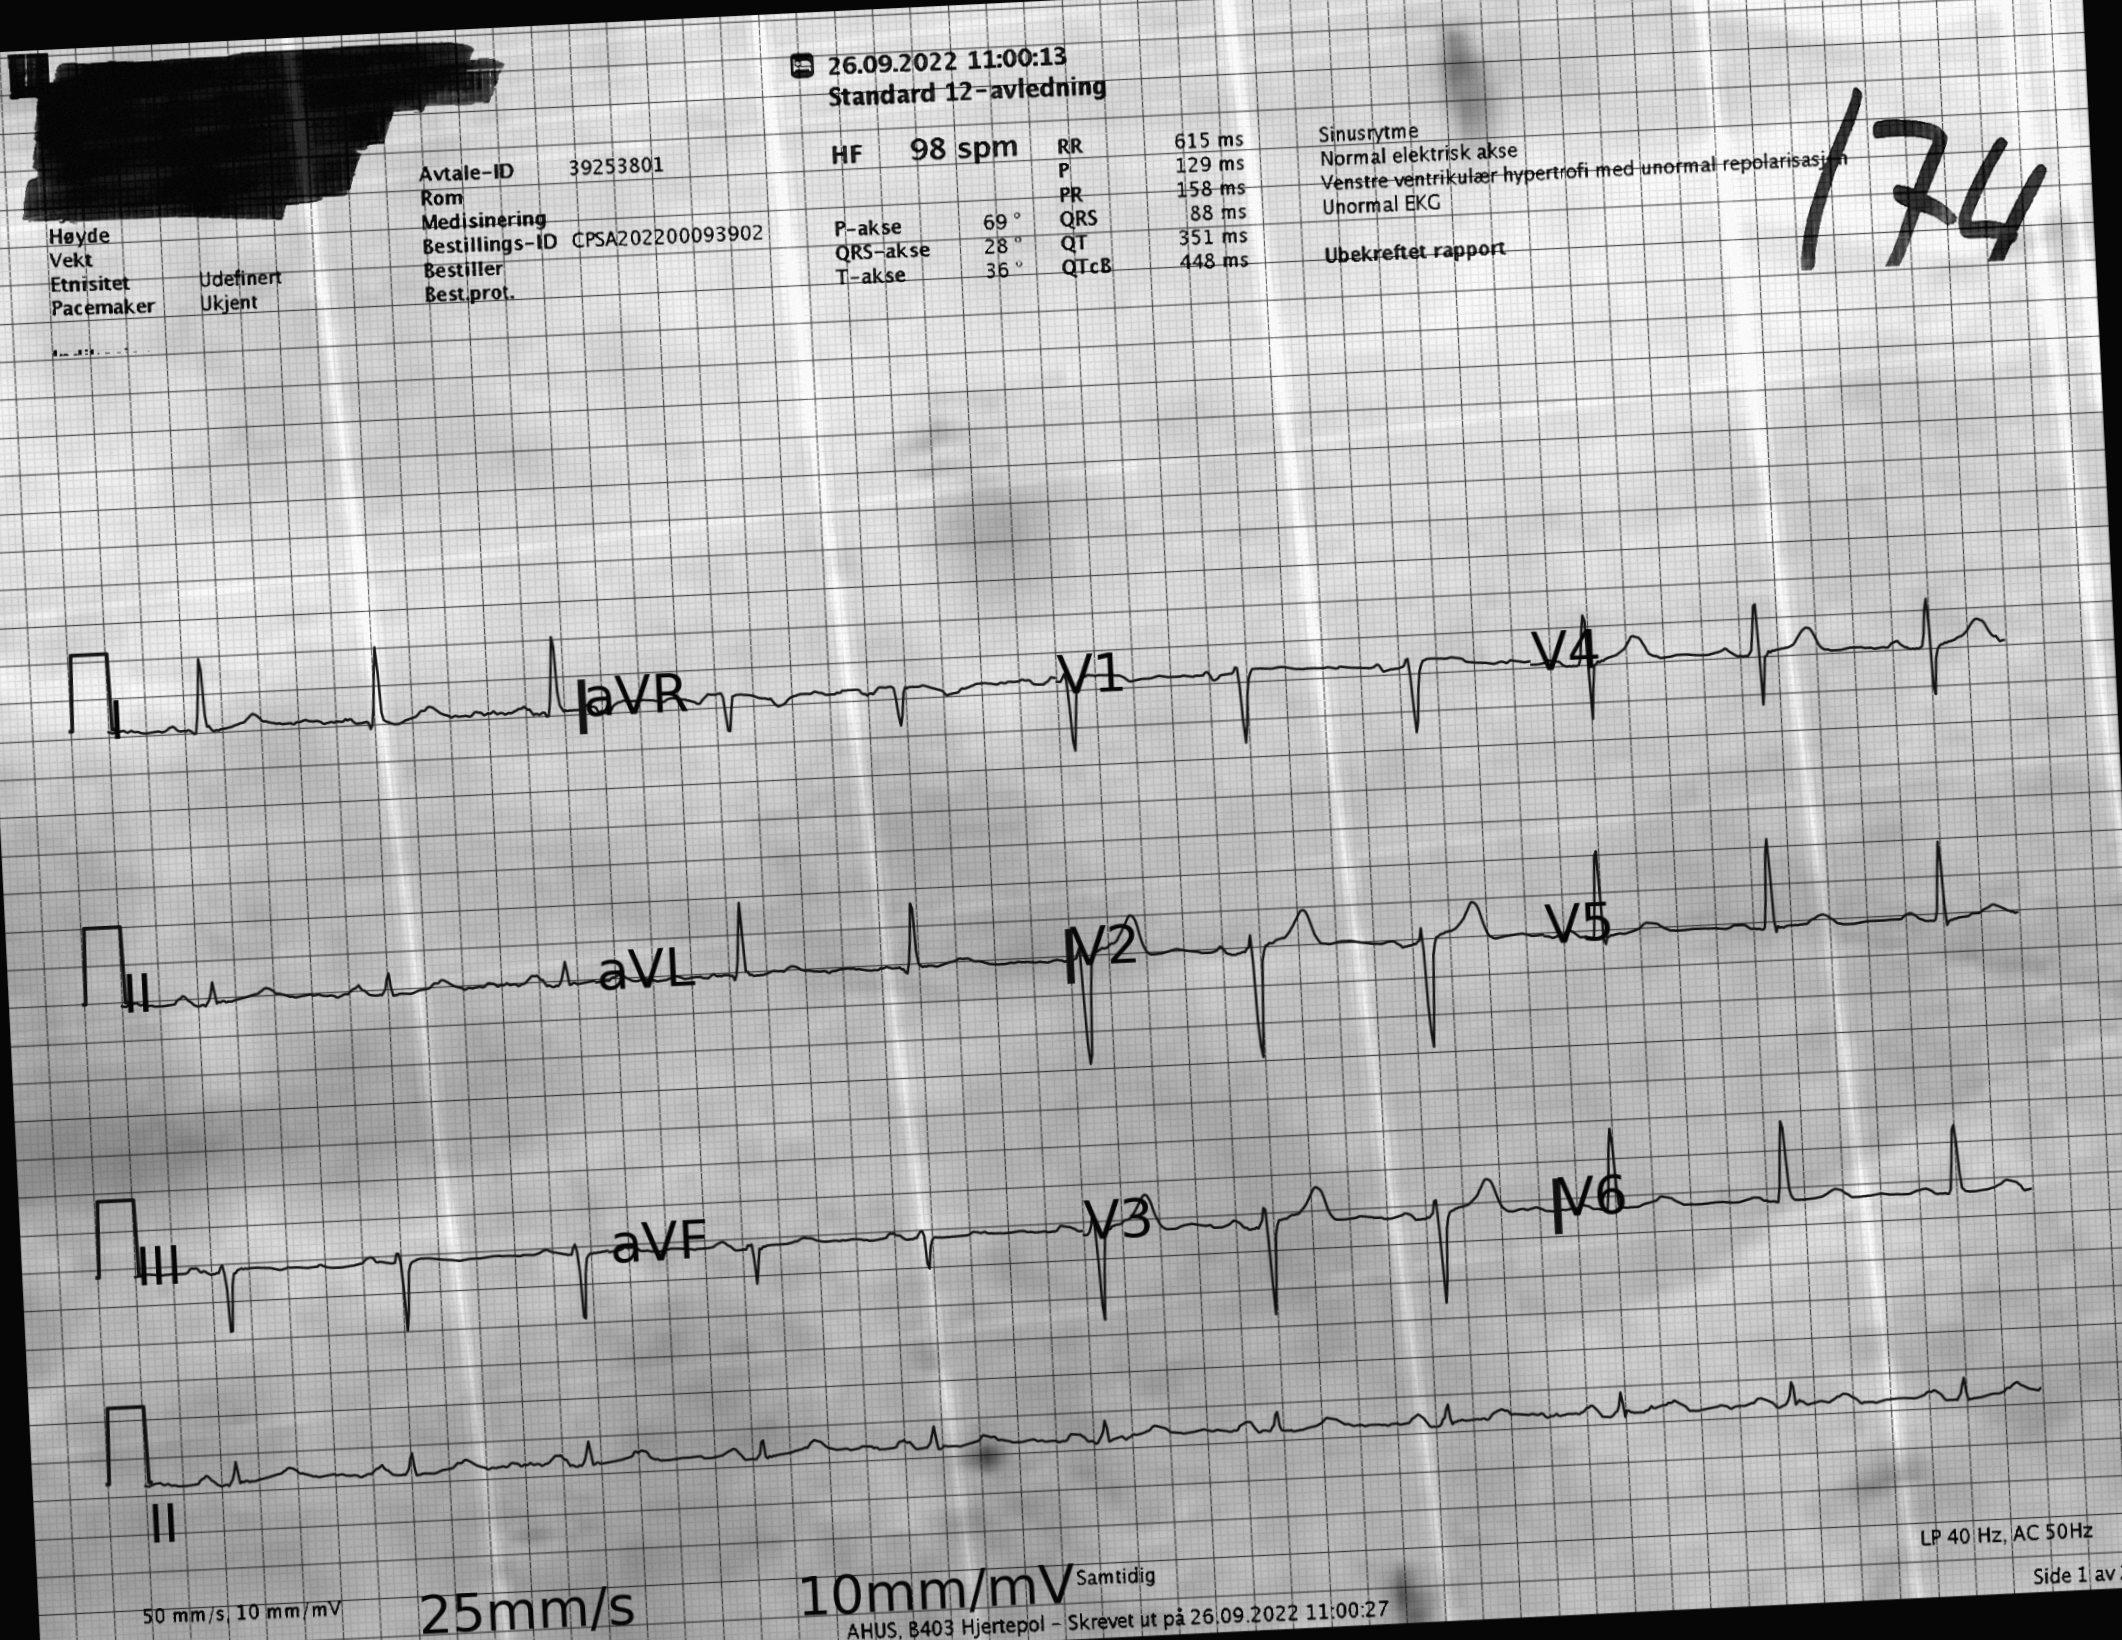 26.09.2022 11:00:13
Standard 12-avledning
/74
Høyde
Vekt
Etnisitet Udefinert
Pacemaker Ukjent
Avtale-ID 39253801
Rom
Medisinering
Bestillings-ID CPSA202200093902
Bestiller
Best.prot.
HF 98 spm
P-akse 69 °
QRS-akse 28 °
T-akse 36 °
RR 615 ms
P 129 ms
PR 158 ms
QRS 88 ms
QT 351 ms
QTcB 448 ms
Sinusrytme
Normal elektrisk akse
Venstre ventrikulær hypertrofi med unormal repolarisasjon
Unormal EKG
Ubekreftet rapport
I aVR V1 V4
II aVL V2 V5
III aVF V3 V6
II
LP 40 Hz, AC 50Hz
50 mm/s, 10 mm/mV 25mm/s 10mm/mV Samtidig
AHUS, B403 Hjertepol - Skrevet ut på 26.09.2022 11:00:27
Side 1 av